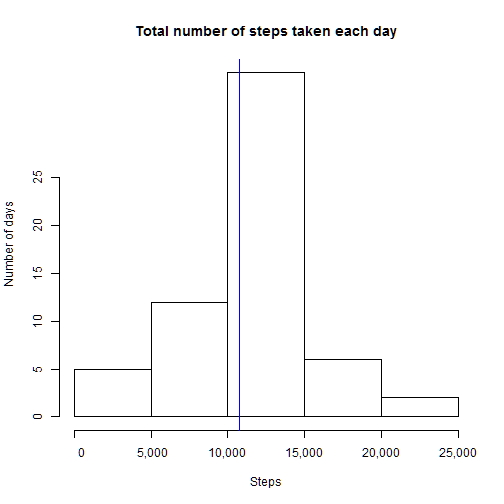 Total number of steps taken each day
Number of days
25
20
15
10
5
0
0 5,000 10,000 15,000 20,000 25,000
Steps